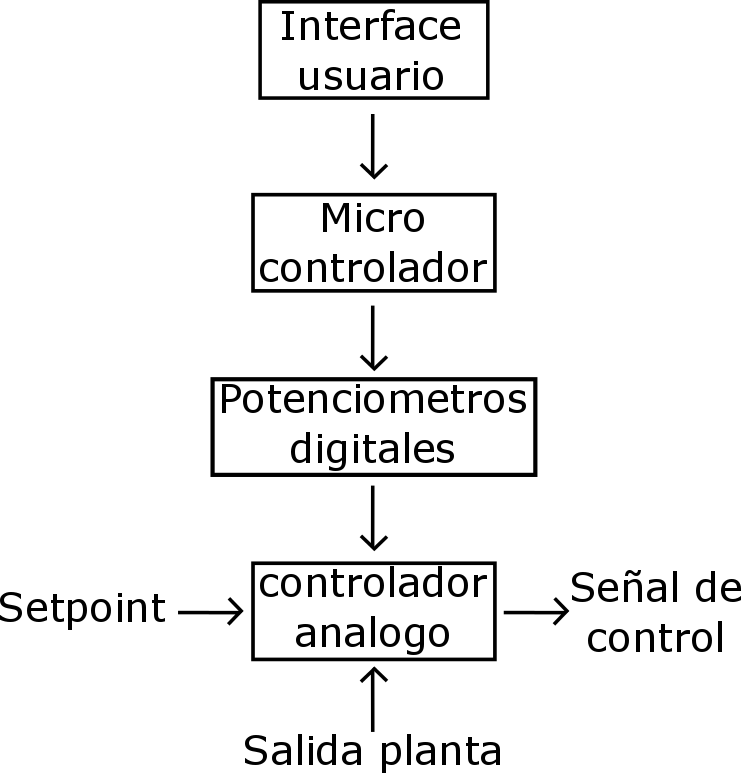 Interface
usuario
Micro
controlador
Potenciometros
digitales
Setpoint
controlador
analogo
Señal de
control
Salida planta